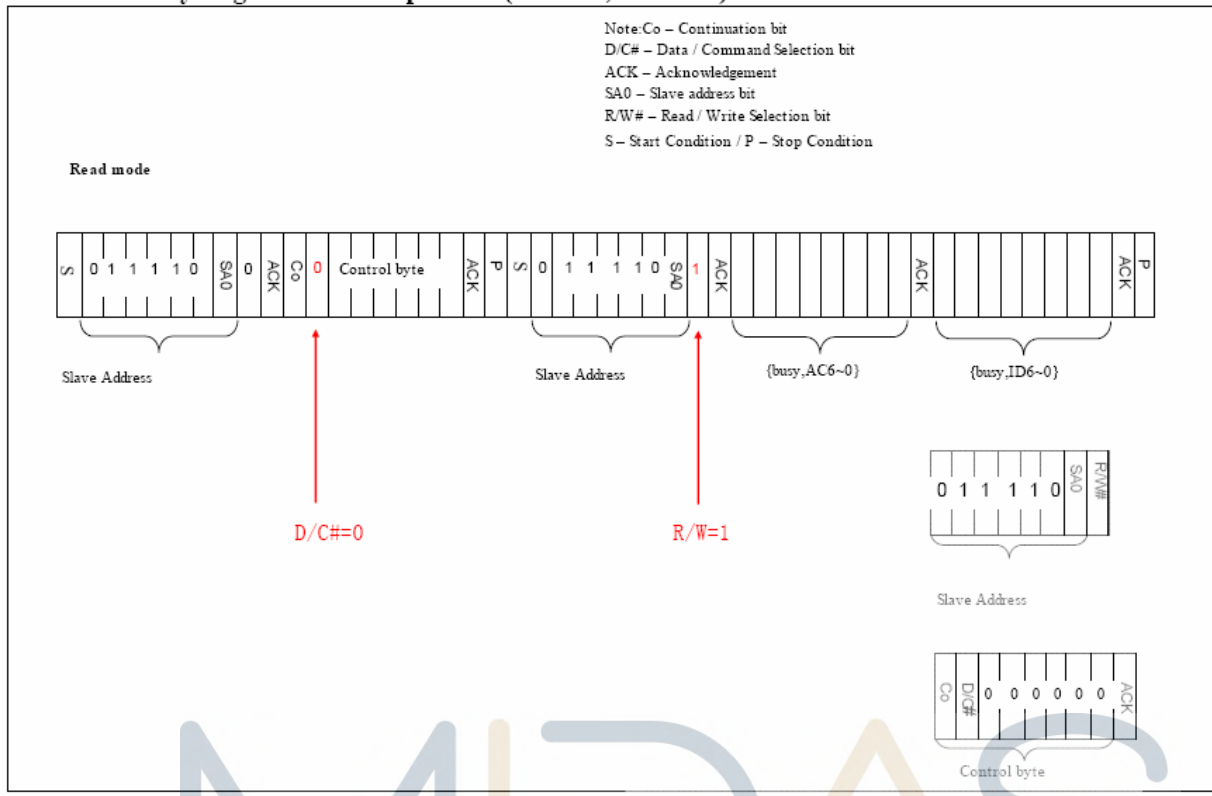 Note:Co – Continuation bit
D/C# – Data / Command Selection bit
ACK – Acknowledgement
SA0 – Slave address bit
R/W# – Read / Write Selection bit
S – Start Condition / P – Stop Condition
Read mode
S 0 1 1 1 1 0 SA0 0 ACK Co 0 Control byte ACK P S 0 1 1 1 1 0 SA0 1 ACK ACK ACK P
Slave Address
Slave Address
{busy,AC6~0}
{busy,ID6~0}
D/C#=0
R/W=1
0 1 1 1 1 0 SA0 R/W#
Slave Address
Co D/C# 0 0 0 0 0 0 ACK
Control byte
MIDAS